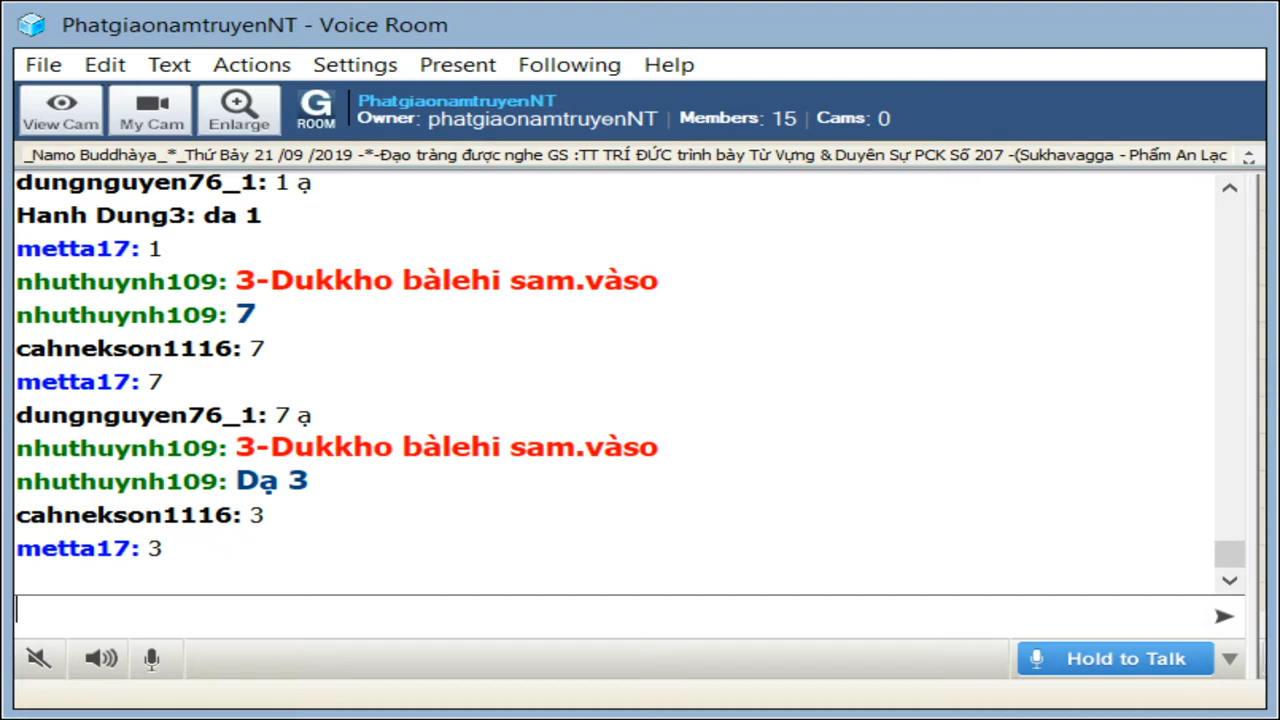 PhatgiaonamtruyenNT - Voice Room
File Edit Text Actions Settings Present Following Help
View Cam My Cam Enlarge G ROOM PhatgiaonamtruyenNT
Owner: phatgiaonamtruyenNT | Members: 15 | Cams: 0
_Namo Buddhàya_*_Thứ Bảy 21 /09 /2019 -*-Đạo tràng được nghe GS :TT TRÍ ĐỨC trình bày Từ Vựng & Duyên Sự PCK Số 207 -(Sukhavagga - Phẩm An Lạc
dungnguyen76_1: 1 ạ
Hanh Dung3: da 1
metta17: 1
nhuthuynh109: 3-Dukkho bàlehi sam.vàso
nhuthuynh109: 7
cahnekson1116: 7
metta17: 7
dungnguyen76_1: 7 ạ
nhuthuynh109: 3-Dukkho bàlehi sam.vàso
nhuthuynh109: Dạ 3
cahnekson1116: 3
metta17: 3
Hold to Talk